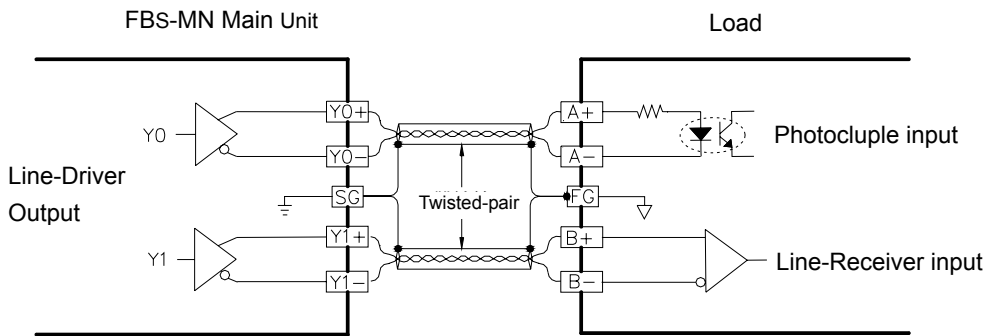 FBS-MN Main Unit
Load
Y0
Y0+
Y0-
A+
A-
Photocluple input
Line-Driver
Output
SG
Twisted-pair
FG
Y1
Y1+
Y1-
B+
B-
Line-Receiver input